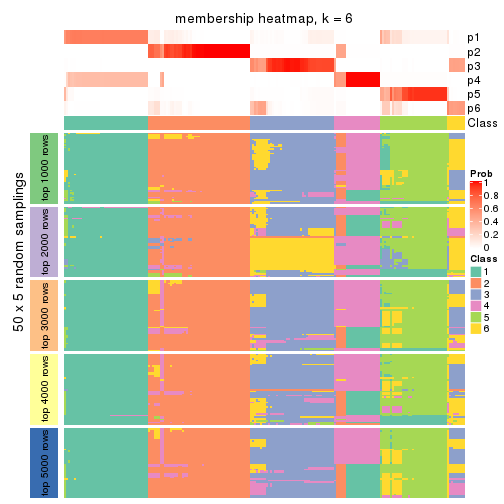 membership heatmap, k = 6
p1
p2
p3
p4
p5
p6
Class
50 x 5 random samplings
top 1000 rows
top 2000 rows
top 3000 rows
top 4000 rows
top 5000 rows
Prob
1
0.8
0.6
0.4
0.2
0
Class
1
2
3
4
5
6